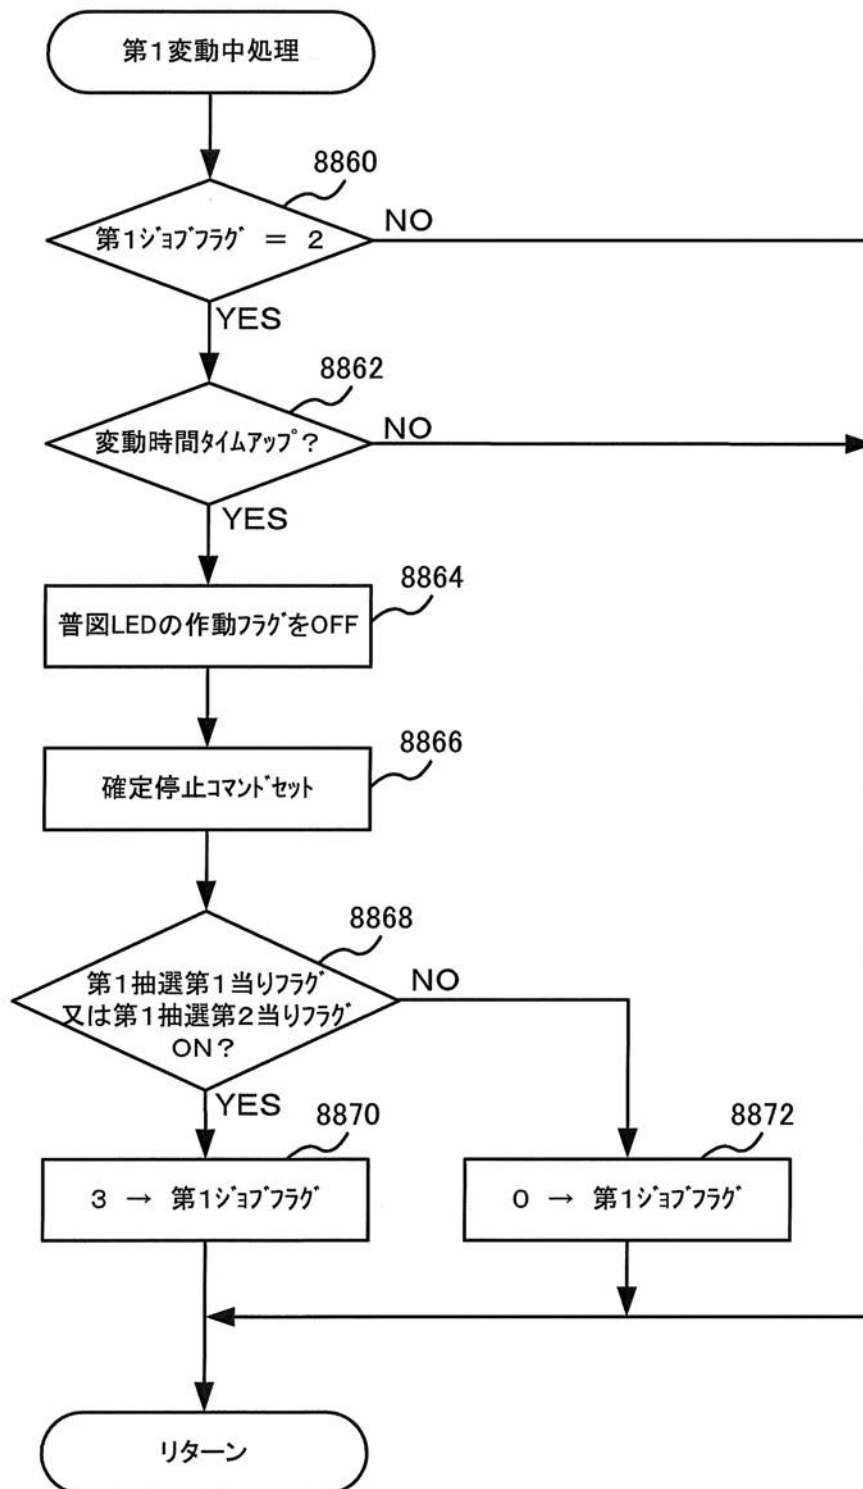 第1変動中処理
8860
第1ｼﾞｮﾌﾞﾌﾗｸﾞ ＝ 2
NO
YES
8862
変動時間ﾀｲﾑｱｯﾌﾟ?
NO
YES
8864
普図LEDの作動ﾌﾗｸﾞをOFF
8866
確定停止ｺﾏﾝﾄﾞｾｯﾄ
8868
第1抽選第1当りﾌﾗｸﾞ
又は第1抽選第2当りﾌﾗｸﾞ
ON?
NO
YES
8870
3 → 第1ｼﾞｮﾌﾞﾌﾗｸﾞ
8872
0 → 第1ｼﾞｮﾌﾞﾌﾗｸﾞ
リターン